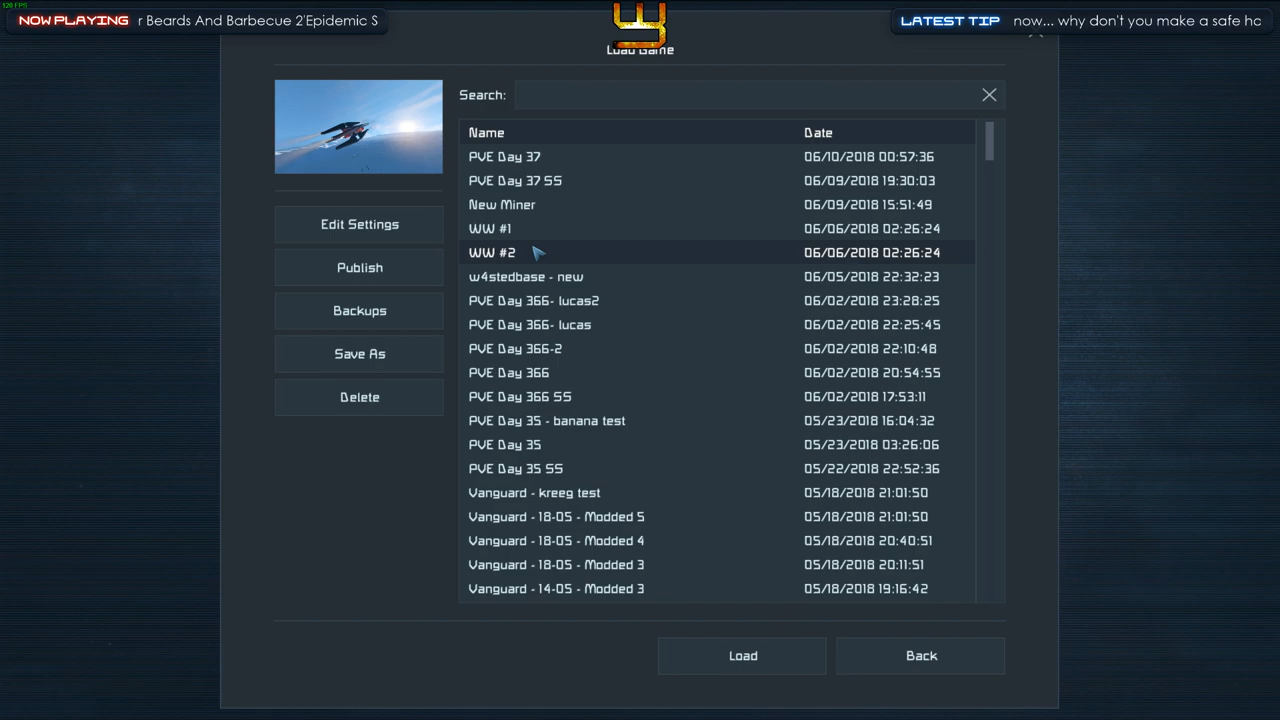 120 FPS
NOW PLAYING r Beards And Barbecue 2'Epidemic S
LATEST TIP now... why don't you make a safe hc
Load Game
Search:
Name Date
PVE Day 37 06/10/2018 00:57:36
PVE Day 37 SS 06/09/2018 19:30:03
New Miner 06/09/2018 15:51:49
WW #1 06/06/2018 02:26:24
WW #2 06/06/2018 02:26:24
w4stedbase - new 06/05/2018 22:32:23
PVE Day 366- lucas2 06/02/2018 23:28:25
PVE Day 366- lucas 06/02/2018 22:25:45
PVE Day 366-2 06/02/2018 22:10:48
PVE Day 366 06/02/2018 20:54:55
PVE Day 366 SS 06/02/2018 17:53:11
PVE Day 35 - banana test 05/23/2018 16:04:32
PVE Day 35 05/23/2018 03:26:06
PVE Day 35 SS 05/22/2018 22:52:36
Vanguard - kreeg test 05/18/2018 21:01:50
Vanguard - 18-05 - Modded 5 05/18/2018 21:01:50
Vanguard - 18-05 - Modded 4 05/18/2018 20:40:51
Vanguard - 18-05 - Modded 3 05/18/2018 20:11:51
Vanguard - 14-05 - Modded 3 05/18/2018 19:16:42
Edit Settings
Publish
Backups
Save As
Delete
Load
Back